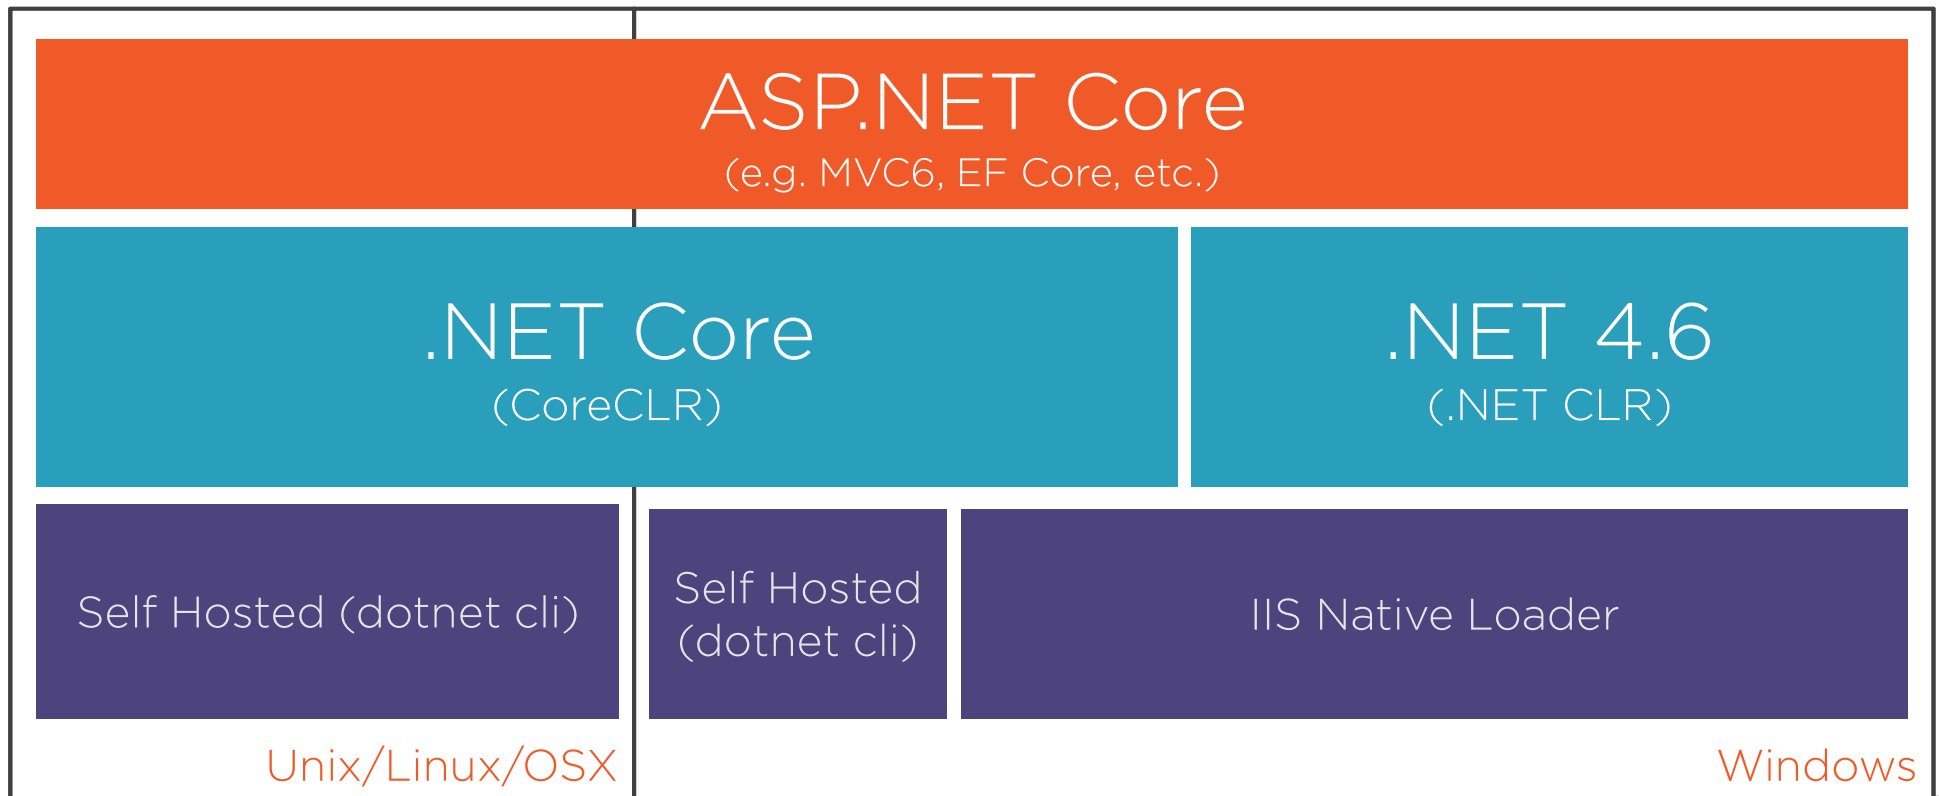 ASP.NET Core
(e.g. MVC6, EF Core, etc.)
.NET Core
(CoreCLR)
.NET 4.6
(.NET CLR)
Self Hosted (dotnet cli)
Self Hosted
(dotnet cli)
IIS Native Loader
Unix/Linux/OSX
Windows